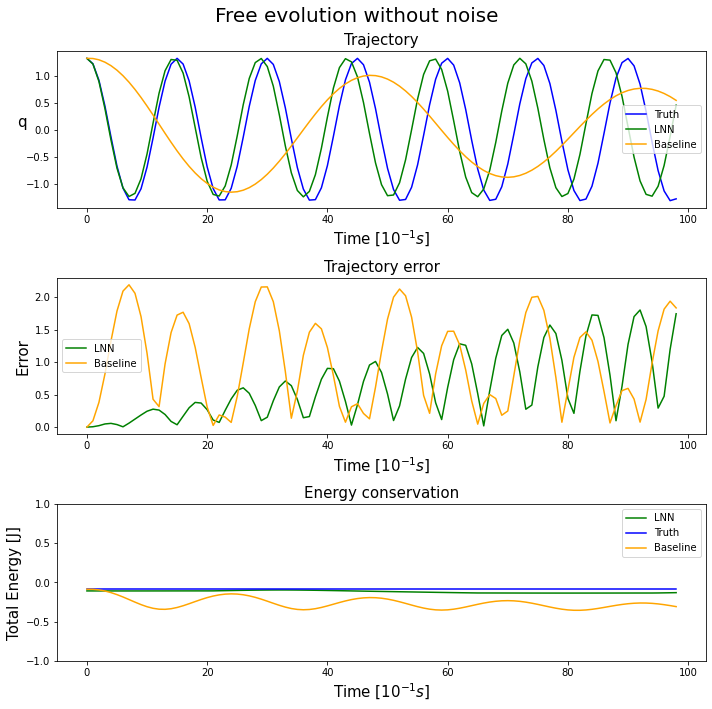 Free evolution without noise
Trajectory
q
1.0
0.5
0.0
−0.5
−1.0
Truth
LNN
Baseline
0 20 40 60 80 100
Time [10⁻¹s]
Trajectory error
Error
2.0
1.5
1.0
0.5
0.0
LNN
Baseline
0 20 40 60 80 100
Time [10⁻¹s]
Energy conservation
Total Energy [J]
1.0
0.5
0.0
−0.5
−1.0
LNN
Truth
Baseline
0 20 40 60 80 100
Time [10⁻¹s]